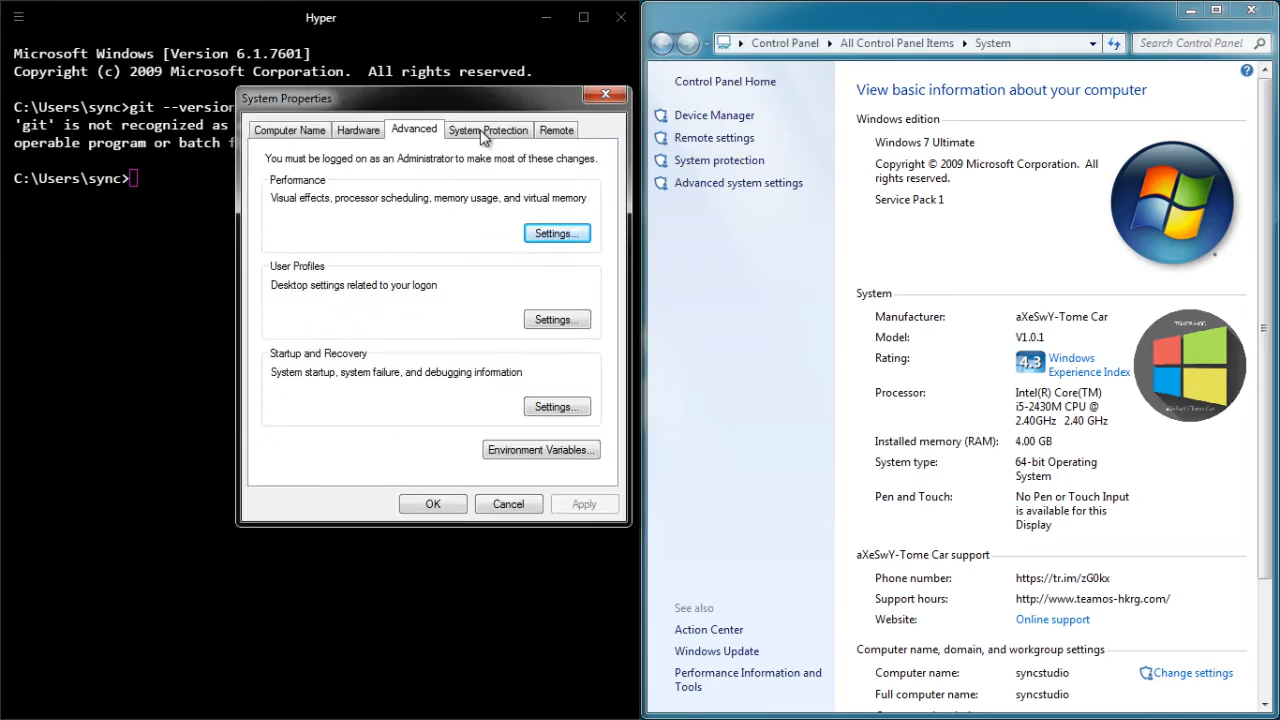 Hyper
Microsoft Windows [Version 6.1.7601]
Copyright (c) 2009 Microsoft Corporation.  All rights reserved.
C:\Users\sync>git --version
'git' is not recognized as
operable program or batch f
C:\Users\sync>
System Properties
Computer Name
Hardware
Advanced
System Protection
Remote
You must be logged on as an Administrator to make most of these changes.
Performance
Visual effects, processor scheduling, memory usage, and virtual memory
Settings...
User Profiles
Desktop settings related to your logon
Settings...
Startup and Recovery
System startup, system failure, and debugging information
Settings...
Environment Variables...
OK
Cancel
Apply
Control Panel
All Control Panel Items
System
Search Control Panel
Control Panel Home
Device Manager
Remote settings
System protection
Advanced system settings
See also
Action Center
Windows Update
Performance Information and
Tools
View basic information about your computer
Windows edition
Windows 7 Ultimate
Copyright © 2009 Microsoft Corporation. All
rights reserved.
Service Pack 1
System
Manufacturer: aXeSwY-Tome Car
Model: V1.0.1
Rating: 4.3 Windows
Experience Index
Processor: Intel(R) Core(TM)
i5-2430M CPU @
2.40GHz 2.40 GHz
Installed memory (RAM): 4.00 GB
System type: 64-bit Operating
System
Pen and Touch: No Pen or Touch Input
is available for this
Display
aXeSwY-Tome Car support
Phone number: https://tr.im/zG0kx
Support hours: http://www.teamos-hkrg.com/
Website: Online support
Computer name, domain, and workgroup settings
Computer name: syncstudio
Change settings
Full computer name: syncstudio